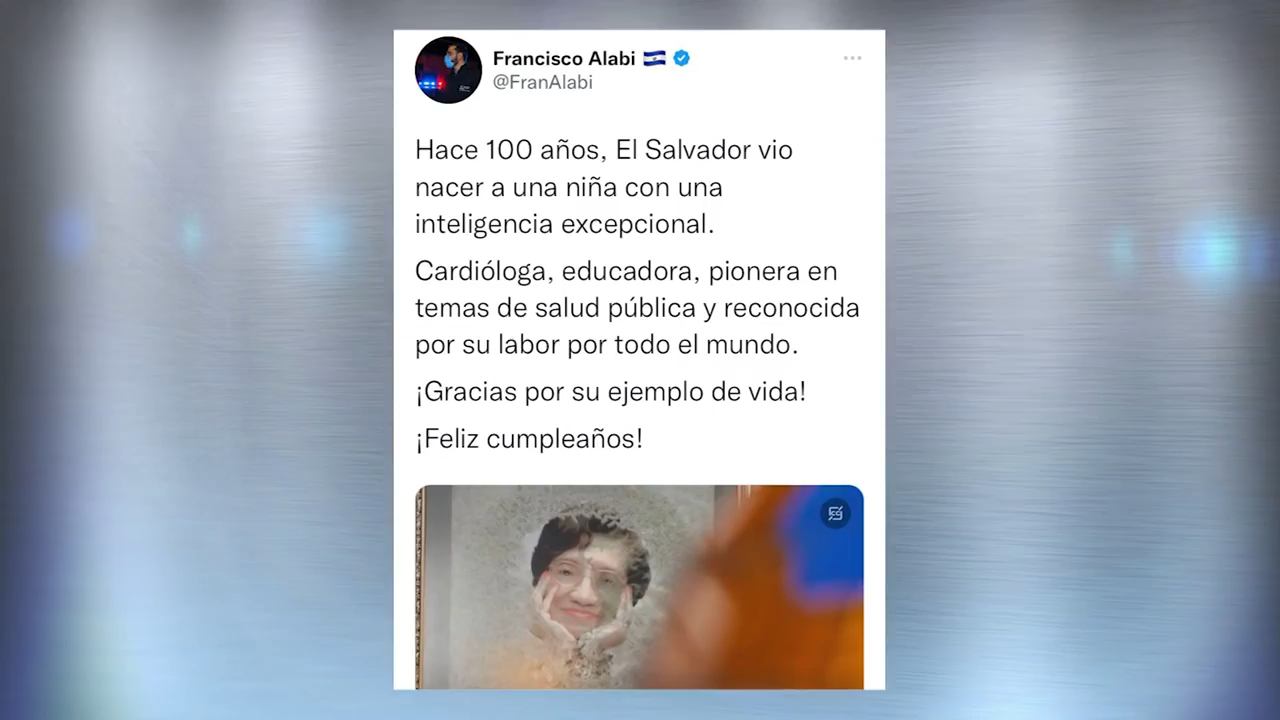 Francisco Alabi
@FranAlabi
Hace 100 años, El Salvador vio
nacer a una niña con una
inteligencia excepcional.
Cardióloga, educadora, pionera en
temas de salud pública y reconocida
por su labor por todo el mundo.
¡Gracias por su ejemplo de vida!
¡Feliz cumpleaños!